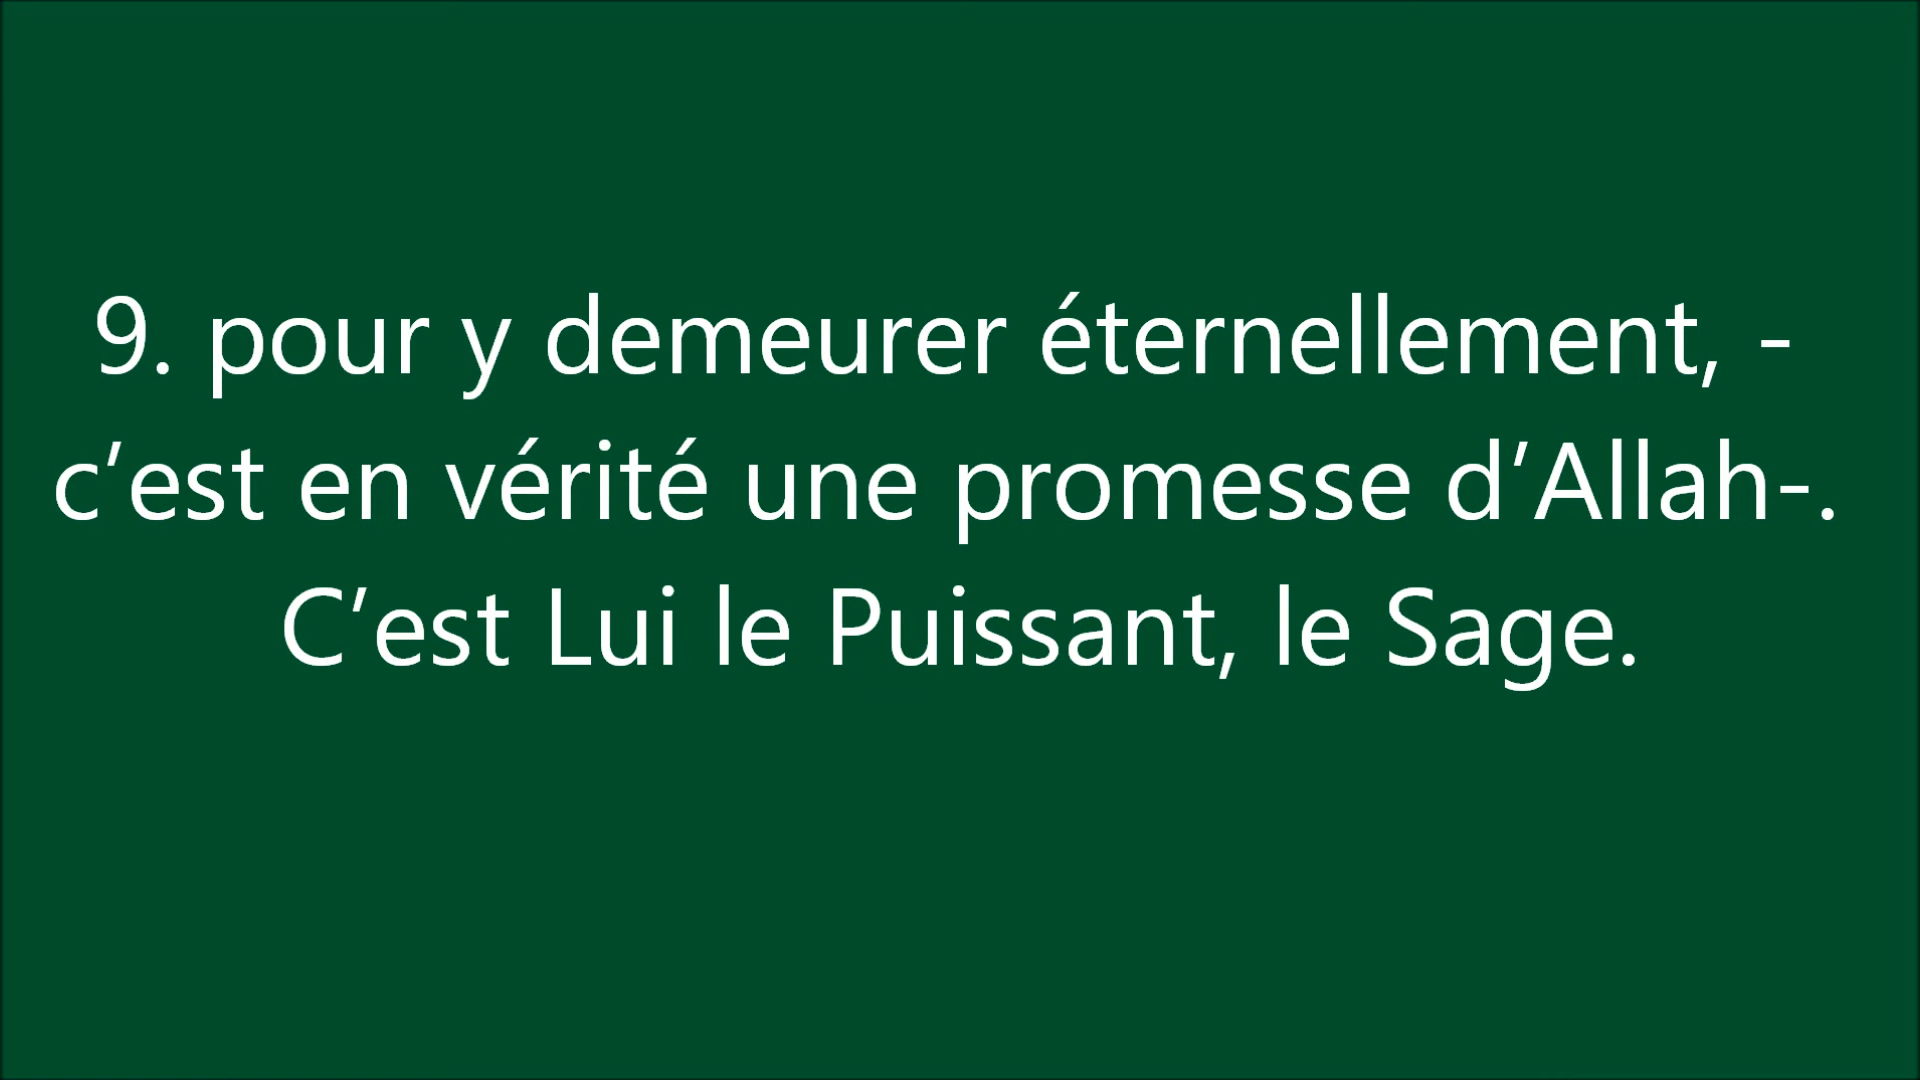 9. pour y demeurer éternellement, -
c’est en vérité une promesse d’Allah-.
C’est Lui le Puissant, le Sage.